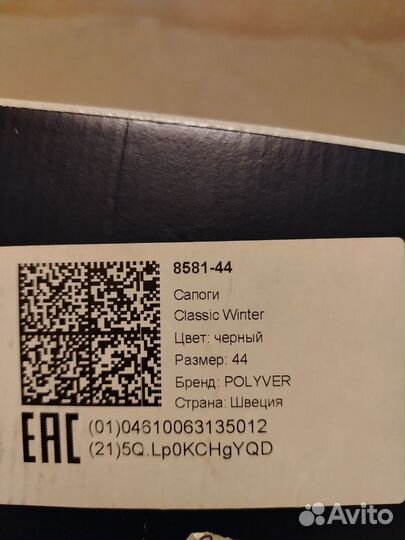 8581-44
Сапоги
Classic Winter
Цвет: черный
Размер: 44
Бренд: POLYVER
Страна: Швеция
EAC
(01)04610063135012
(21)5Q.Lp0KCHgYQD
Avito